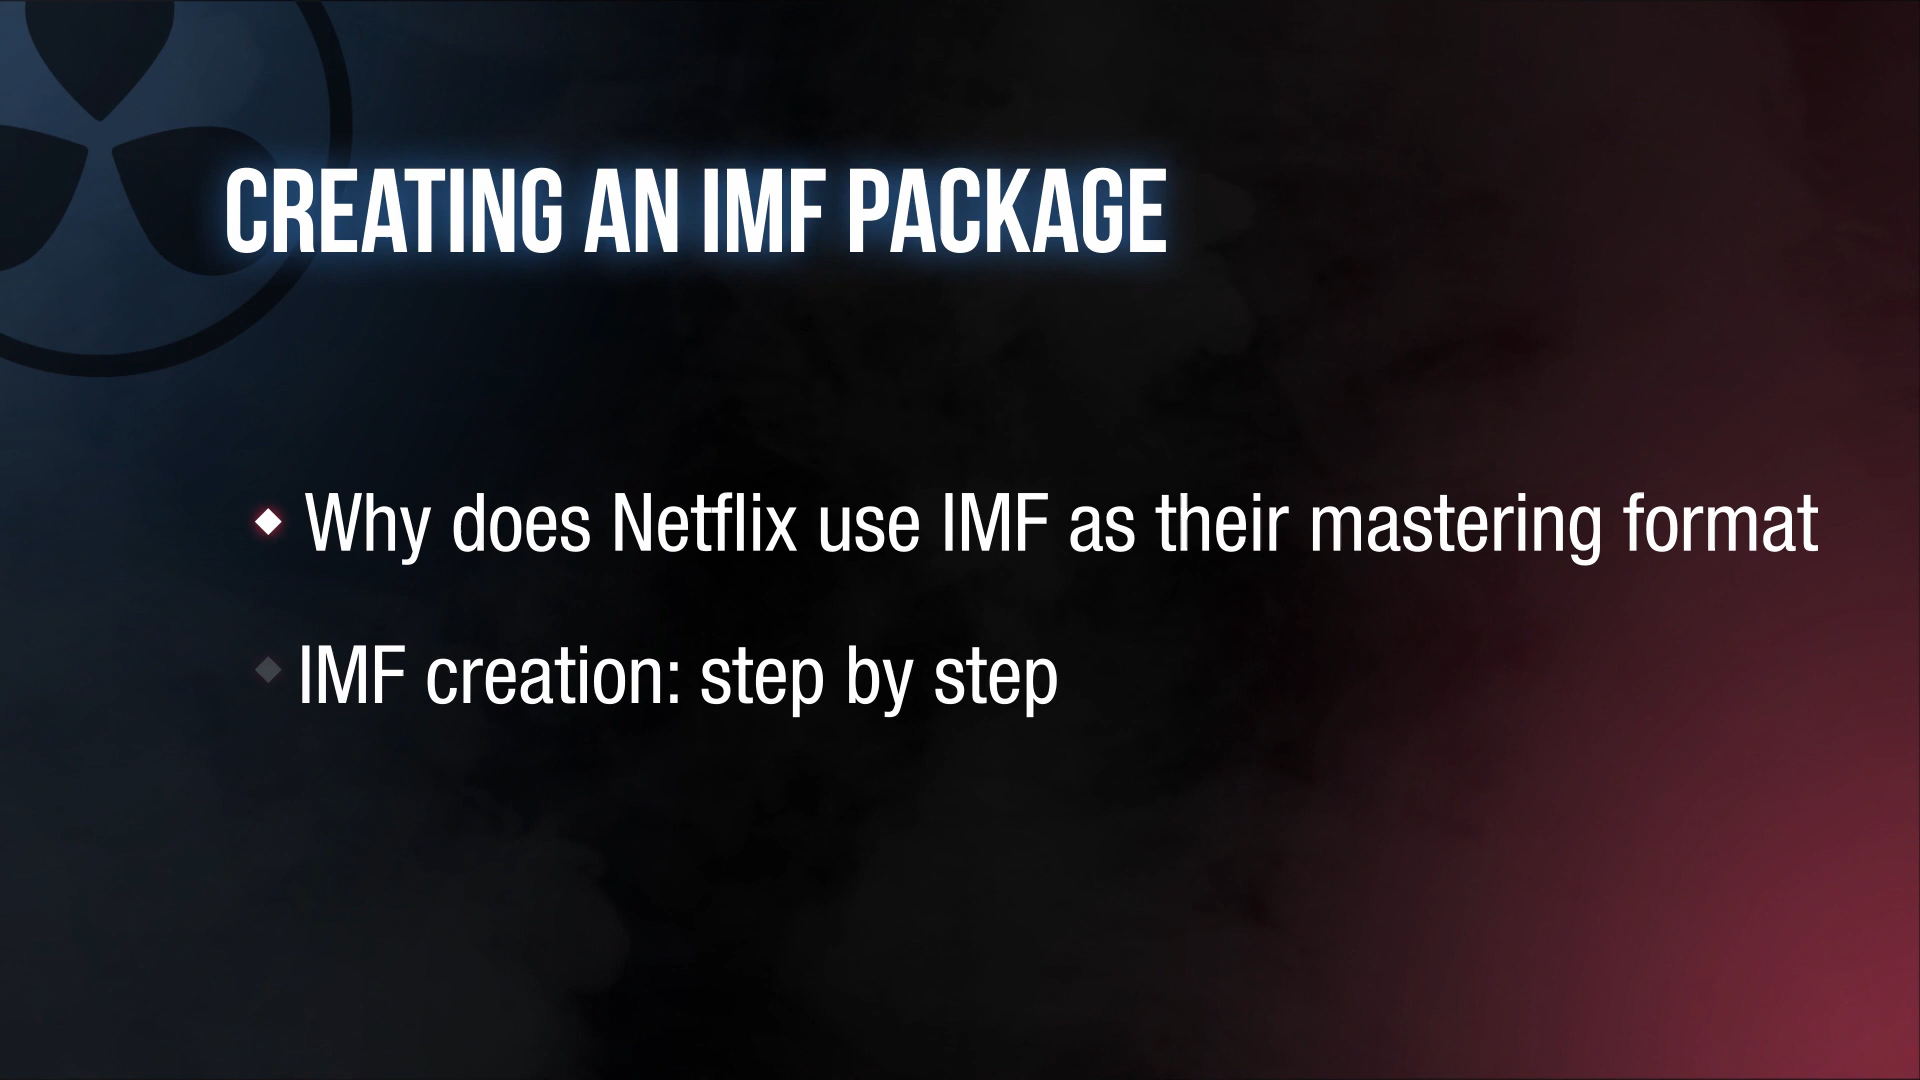 CREATING AN IMF PACKAGE
Why does Netflix use IMF as their mastering format
IMF creation: step by step